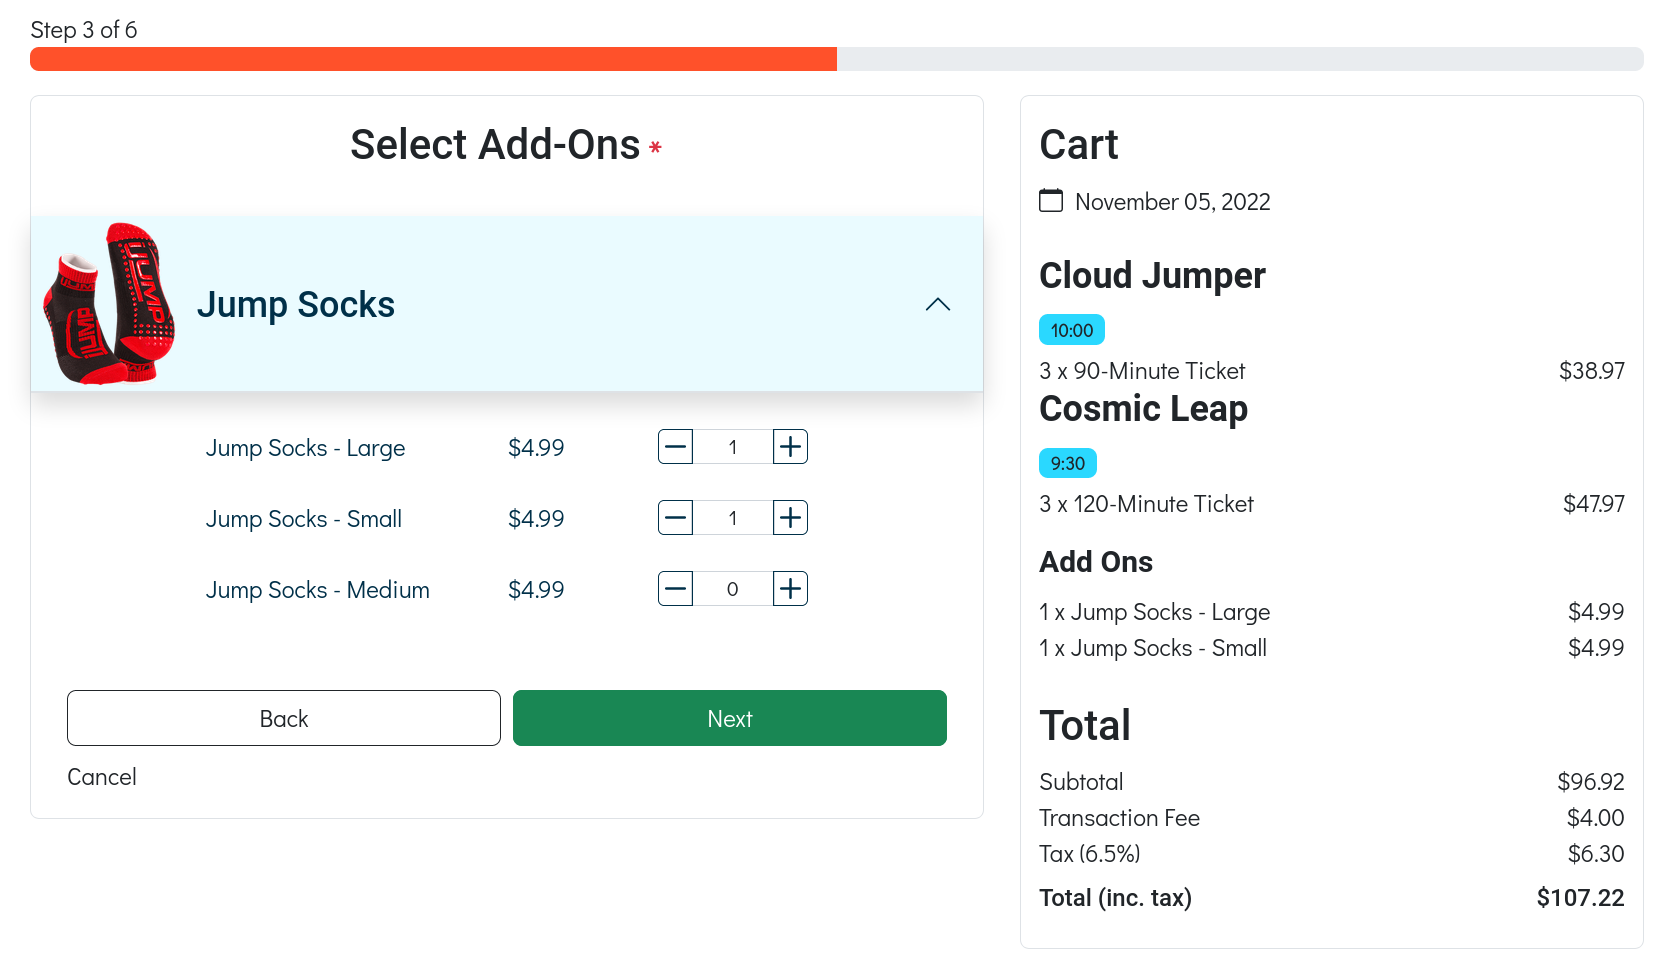 Step 3 of 6
Select Add-Ons *
JUMP
JUMP
Jump Socks
Jump Socks - Large $4.99 1
Jump Socks - Small $4.99 1
Jump Socks - Medium $4.99 0
Back Next
Cancel
Cart
November 05, 2022
Cloud Jumper
10:00
3 x 90-Minute Ticket $38.97
Cosmic Leap
9:30
3 x 120-Minute Ticket $47.97
Add Ons
1 x Jump Socks - Large $4.99
1 x Jump Socks - Small $4.99
Total
Subtotal $96.92
Transaction Fee $4.00
Tax (6.5%) $6.30
Total (inc. tax) $107.22